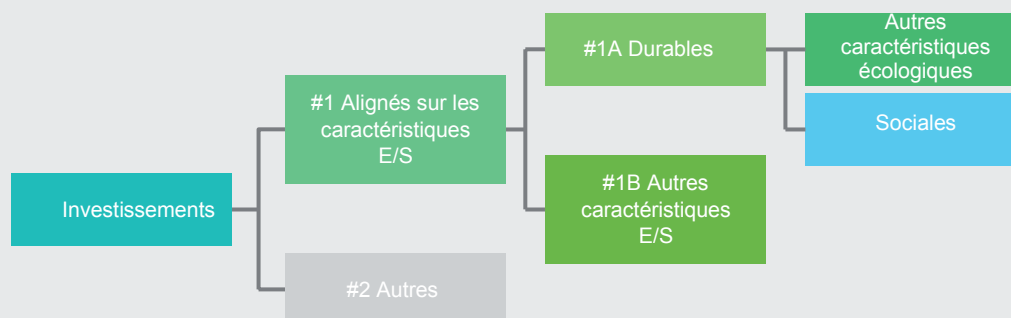 Investissements
#1 Alignés sur les
caractéristiques
E/S
#2 Autres
#1A Durables
#1B Autres
caractéristiques
E/S
Autres
caractéristiques
écologiques
Sociales